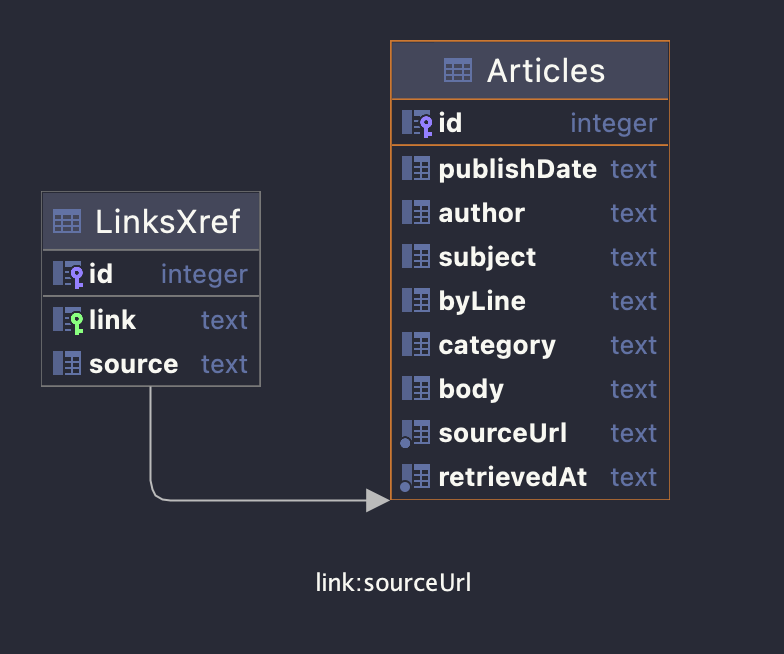 LinksXref
id integer
link text
source text
Articles
id integer
publishDate text
author text
subject text
byLine text
category text
body text
sourceUrl text
retrievedAt text
link:sourceUrl